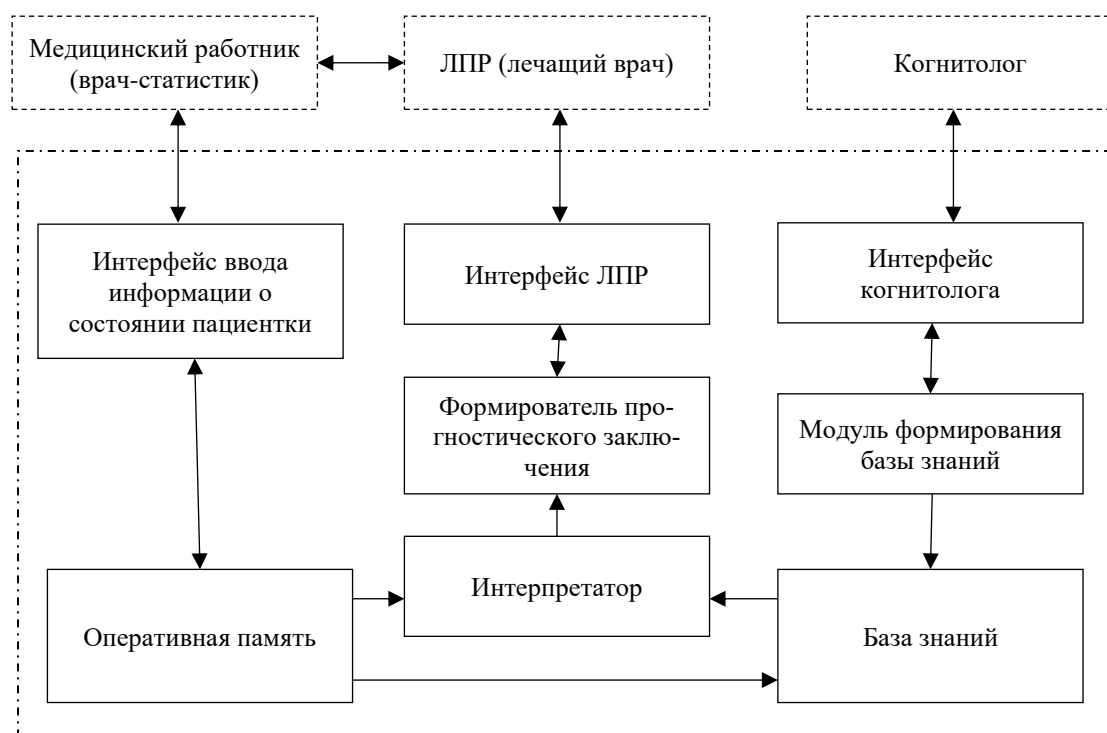 Медицинский работник
(врач-статистик)
ЛПР (лечащий врач)
Когнитолог
Интерфейс ввода
информации о
состоянии пациентки
Интерфейс ЛПР
Интерфейс
когнитолога
Формирователь про-
гностического заклю-
чения
Модуль формирования
базы знаний
Оперативная память
Интерпретатор
База знаний